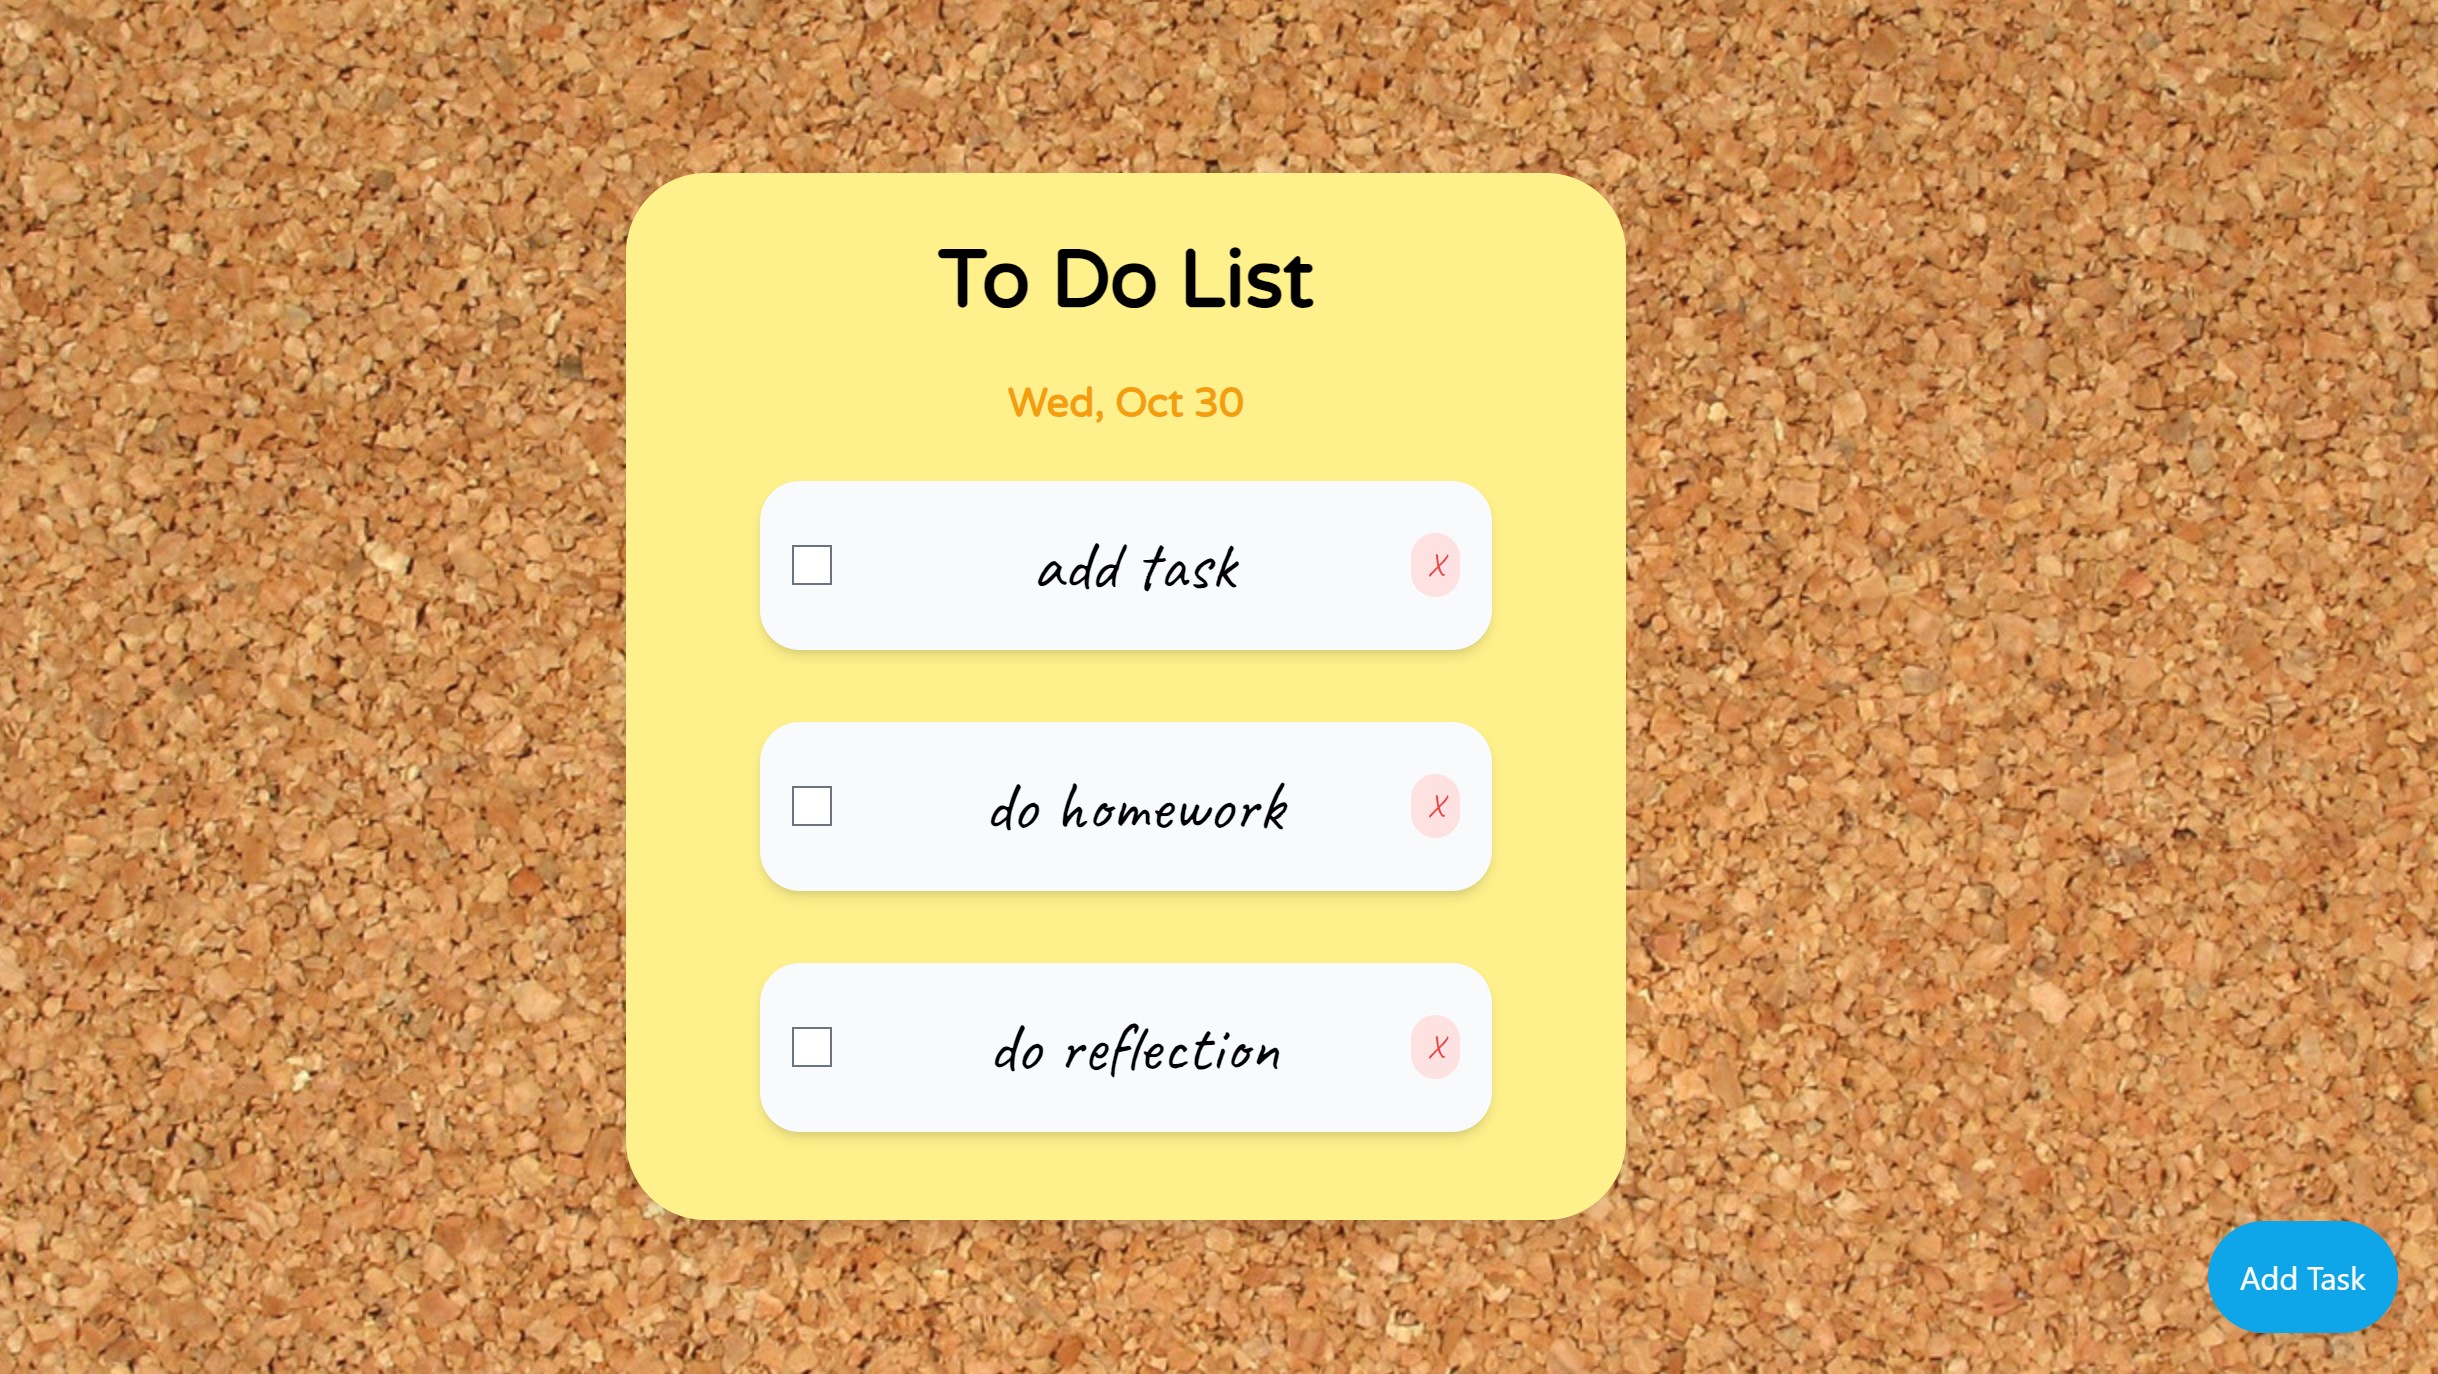 To Do List
Wed, Oct 30
add task
x
do homework
x
do reflection
x
Add Task